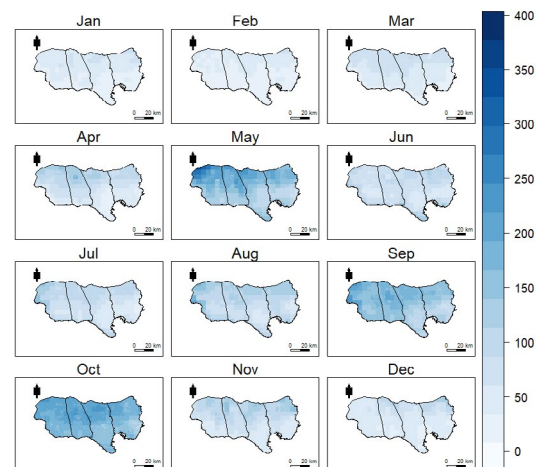 Jan Feb Mar
0 20 km 0 20 km 0 20 km
Apr May Jun
0 20 km 0 20 km 0 20 km
Jul Aug Sep
0 20 km 0 20 km 0 20 km
Oct Nov Dec
0 20 km 0 20 km 0 20 km
400
350
300
250
200
150
100
50
0